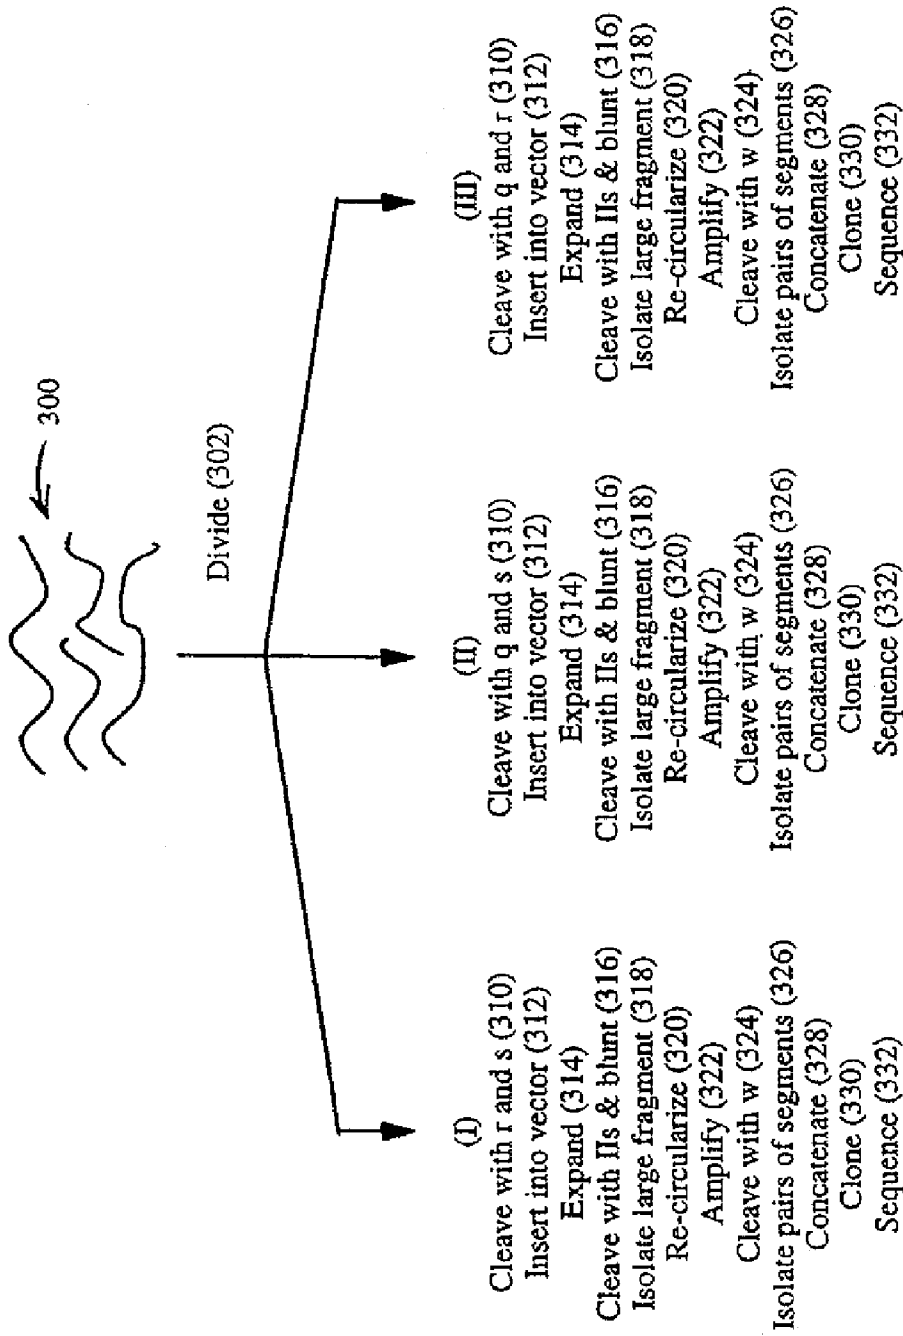 300
Divide (302)
(I)
Cleave with r and s (310)
Insert into vector (312)
Expand (314)
Cleave with IIs & blunt (316)
Isolate large fragment (318)
Re-circularize (320)
Amplify (322)
Cleave with w (324)
Isolate pairs of segments (326)
Concatenate (328)
Clone (330)
Sequence (332)
(II)
Cleave with q and s (310)
Insert into vector (312)
Expand (314)
Cleave with IIs & blunt (316)
Isolate large fragment (318)
Re-circularize (320)
Amplify (322)
Cleave with w (324)
Isolate pairs of segments (326)
Concatenate (328)
Clone (330)
Sequence (332)
(III)
Cleave with q and r (310)
Insert into vector (312)
Expand (314)
Cleave with IIs & blunt (316)
Isolate large fragment (318)
Re-circularize (320)
Amplify (322)
Cleave with w (324)
Isolate pairs of segments (326)
Concatenate (328)
Clone (330)
Sequence (332)